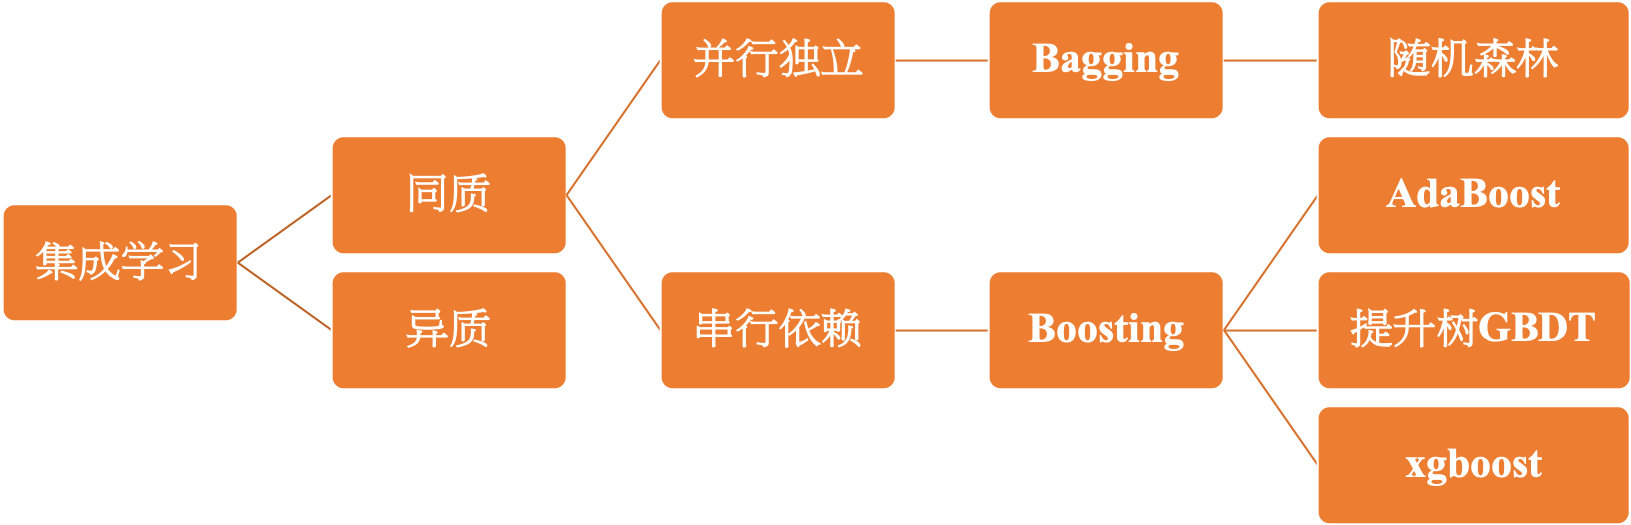 集成学习
同质
异质
并行独立
串行依赖
Bagging
Boosting
随机森林
AdaBoost
提升树GBDT
xgboost